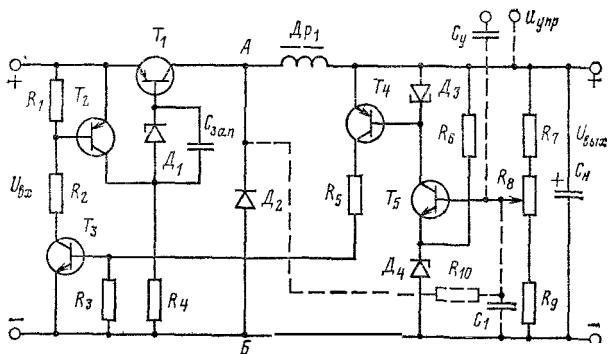 Др₁
Cу
Uупр
T₁
А
+
+
R₁
T₂
T₄
Д₃
Cзап
Д₁
R₆
R₇
Uвых
Cн
+
Uвх
R₂
Д₂
R₅
T₅
R₈
T₃
Д₄
R₁₀
R₃
R₄
C₁
R₉
−
−
Б